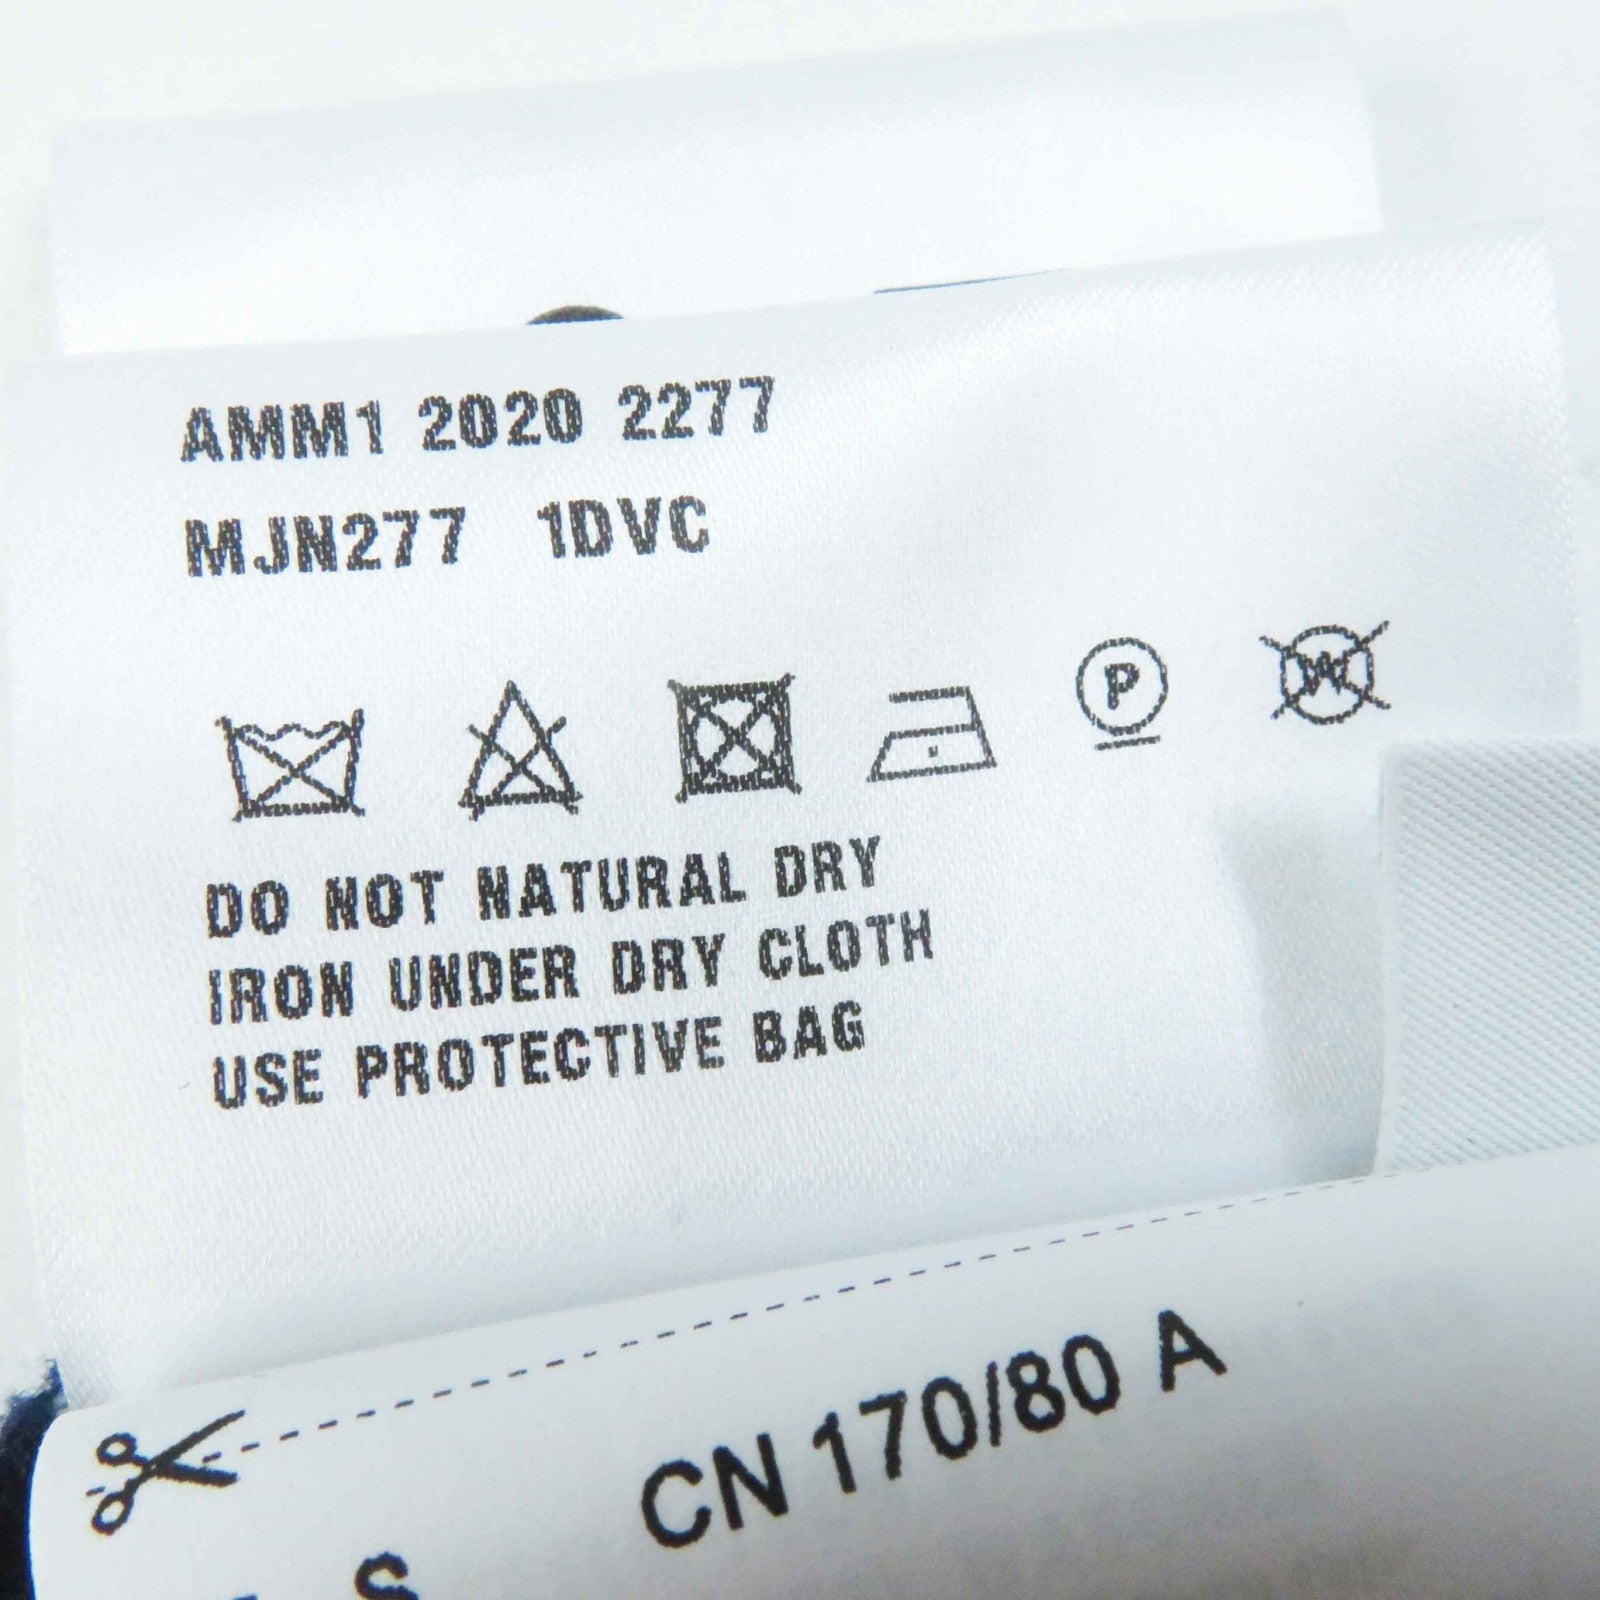 AMM1 2020 2277
MJN277 1DVC
P W
DO NOT NATURAL DRY
IRON UNDER DRY CLOTH
USE PROTECTIVE BAG
CN 170/80 A
S